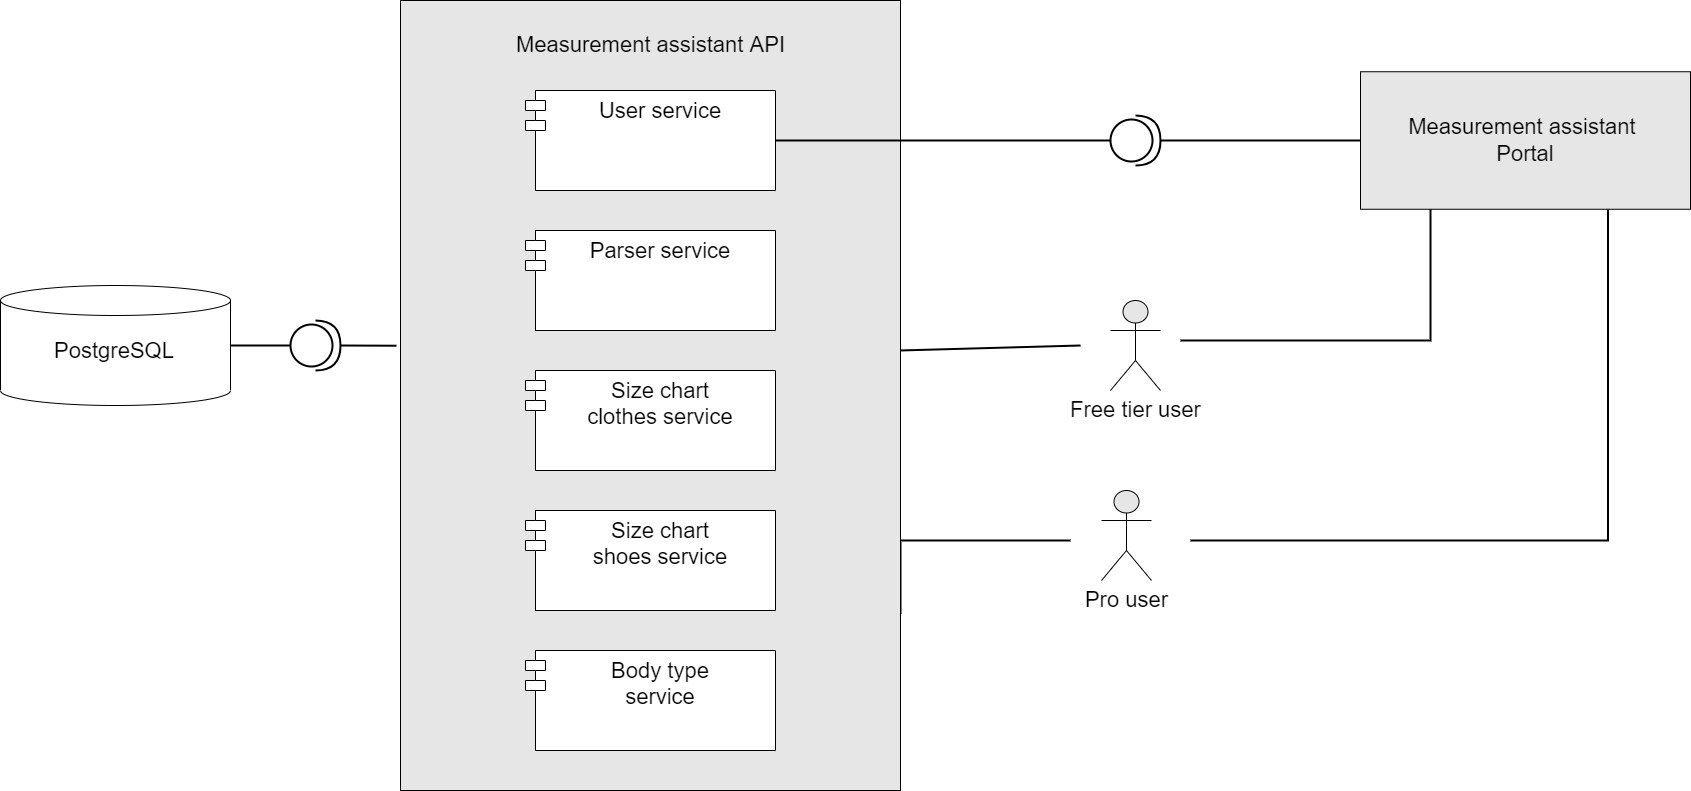 Measurement assistant API
User service
Measurement assistant
Portal
Parser service
PostgreSQL
Size chart
clothes service
Free tier user
Size chart
shoes service
Pro user
Body type
service